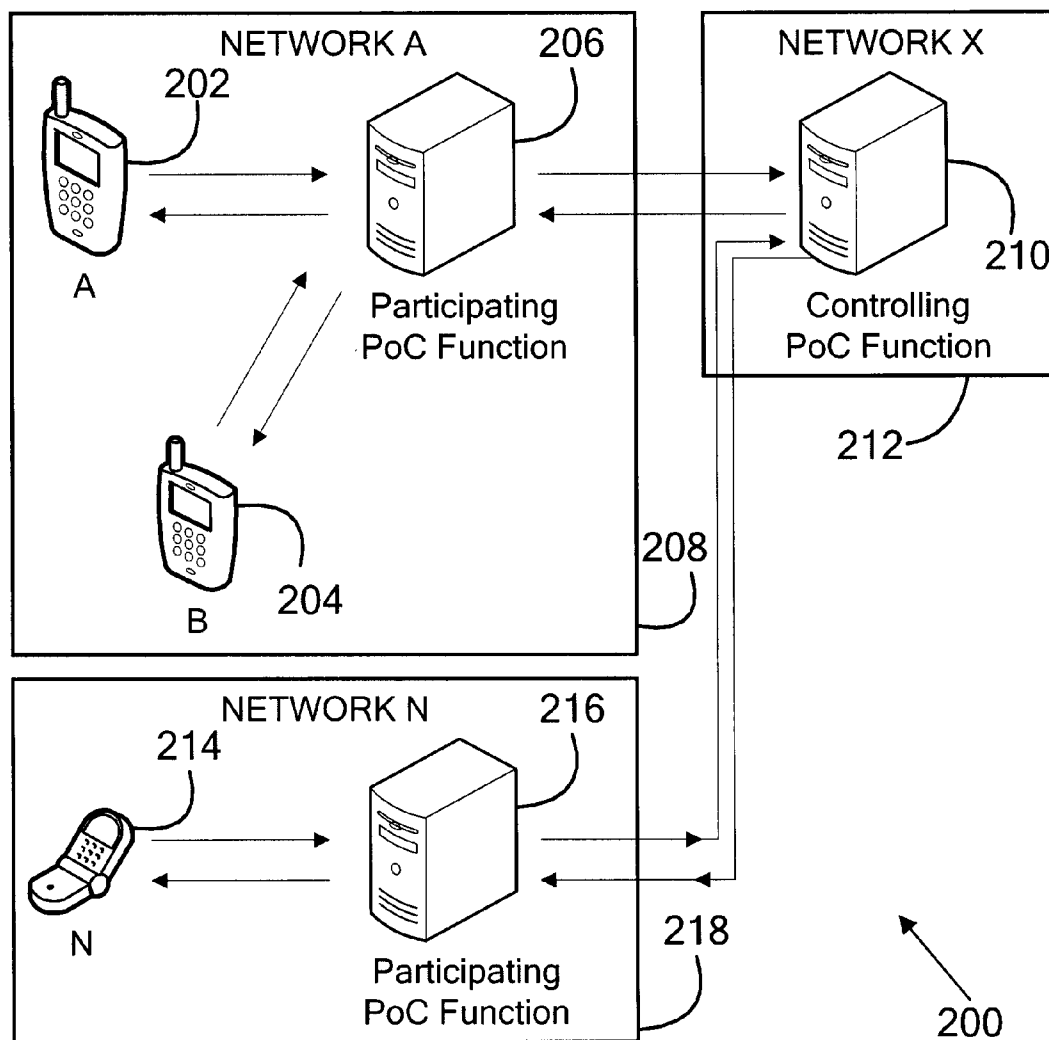 NETWORK A
206
202
A
Participating
PoC Function
B
204
208
NETWORK X
210
Controlling
PoC Function
212
NETWORK N
216
214
N
Participating
PoC Function
218
200